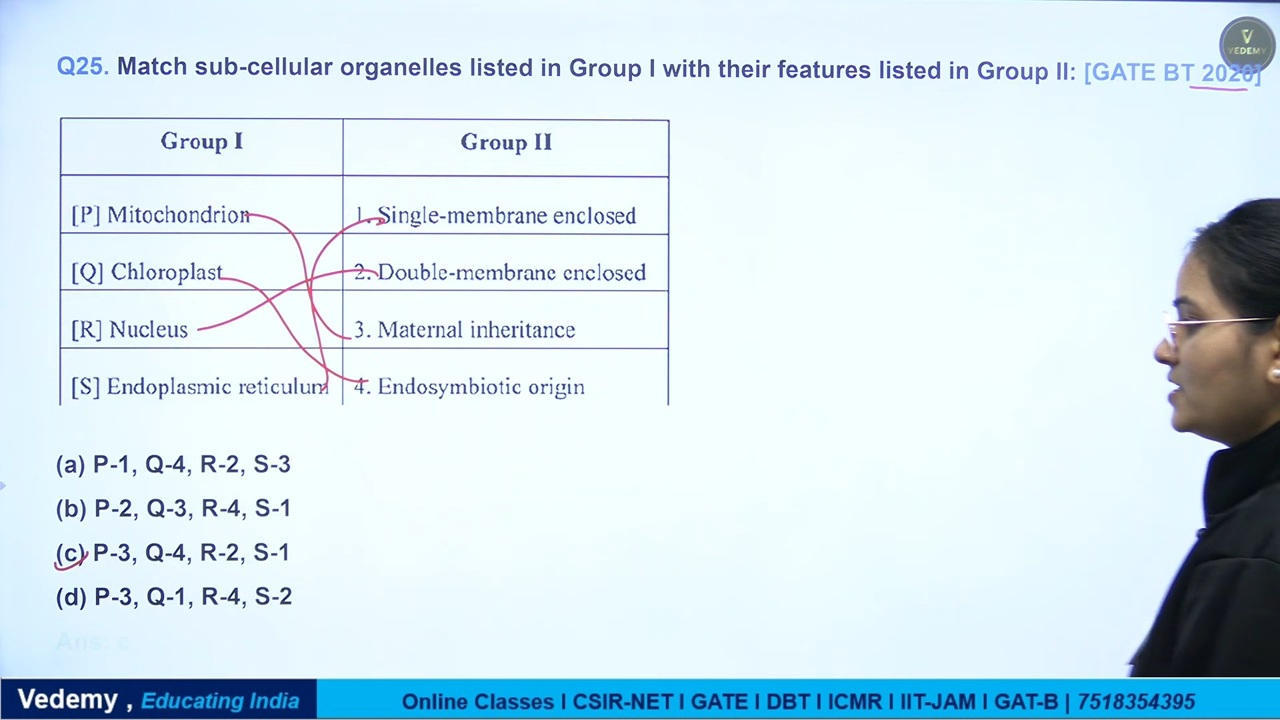 V
VEDEMY
Q25. Match sub-cellular organelles listed in Group I with their features listed in Group II: [GATE BT 2020]
Group I Group II
[P] Mitochondrion 1. Single-membrane enclosed
[Q] Chloroplast 2. Double-membrane enclosed
[R] Nucleus 3. Maternal inheritance
[S] Endoplasmic reticulum 4. Endosymbiotic origin
(a) P-1, Q-4, R-2, S-3
(b) P-2, Q-3, R-4, S-1
(c) P-3, Q-4, R-2, S-1
(d) P-3, Q-1, R-4, S-2
Ans: c
Vedemy , Educating India
Online Classes I CSIR-NET I GATE I DBT I ICMR I IIT-JAM I GAT-B | 7518354395